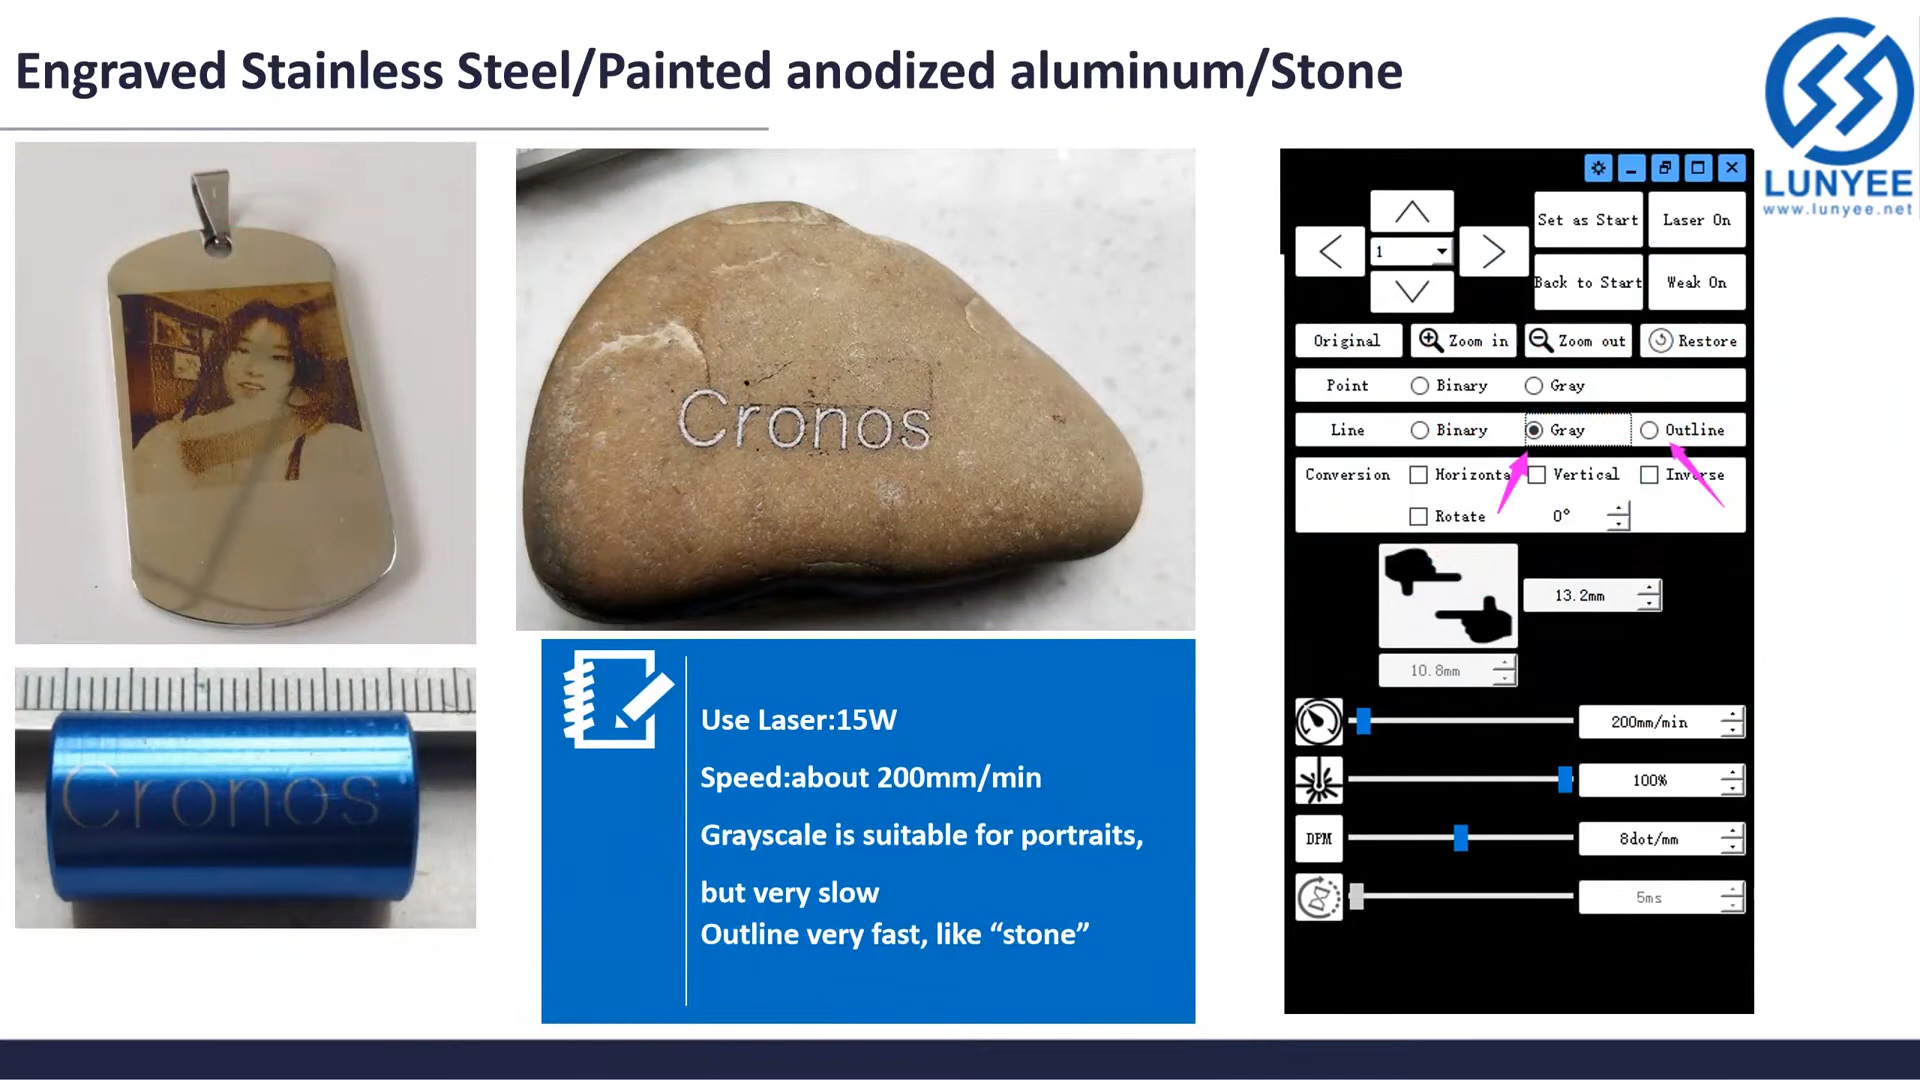 Engraved Stainless Steel/Painted anodized aluminum/Stone
LUNYEE
www.lunyee.net
Cronos
Cronos
Use Laser:15W
Speed:about 200mm/min
Grayscale is suitable for portraits,
but very slow
Outline very fast, like “stone”
1
Set as Start
Laser On
Back to Start
Weak On
Original
Zoom in
Zoom out
Restore
Point
Binary
Gray
Line
Binary
Gray
Outline
Conversion
Horizonta
Vertical
Inverse
Rotate
0°
13.2mm
10.8mm
200mm/min
100%
DPM
8dot/mm
5ms